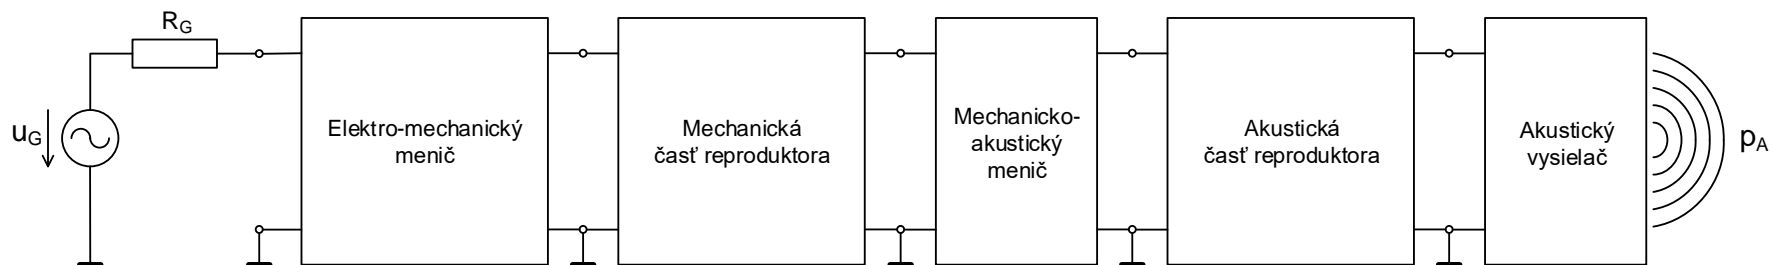 R_G
u_G
Elektro-mechanický
menič
Mechanická
časť reproduktora
Mechanicko-
akustický
menič
Akustická
časť reproduktora
Akustický
vysielač
p_A